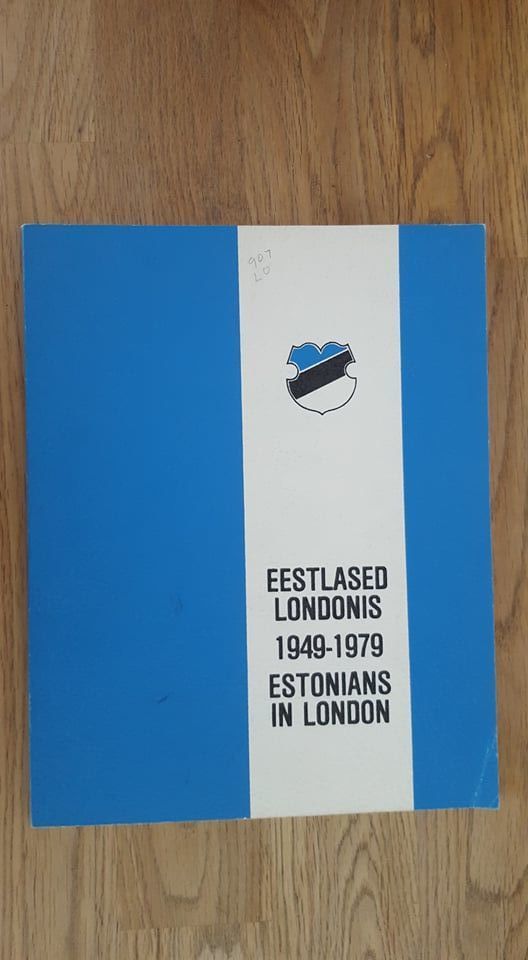 907
LO
EESTLASED
LONDONIS
1949-1979
ESTONIANS
IN LONDON